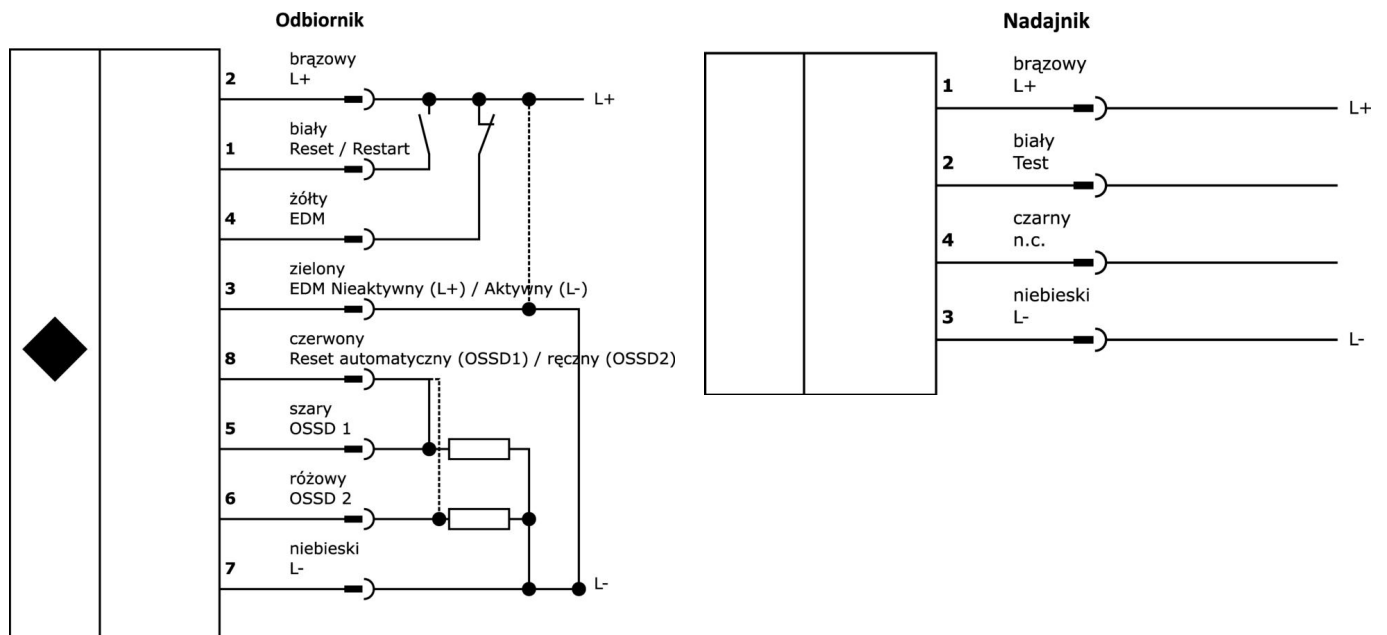 Odbiornik
brązowy
2 L+
L+
biały
1 Reset / Restart
żółty
4 EDM
zielony
3 EDM Nieaktywny (L+) / Aktywny (L-)
czerwony
8 Reset automatyczny (OSSD1) / ręczny (OSSD2)
szary
5 OSSD 1
różowy
6 OSSD 2
niebieski
7 L-
L-
Nadajnik
brązowy
1 L+
L+
biały
2 Test
czarny
4 n.c.
niebieski
3 L-
L-